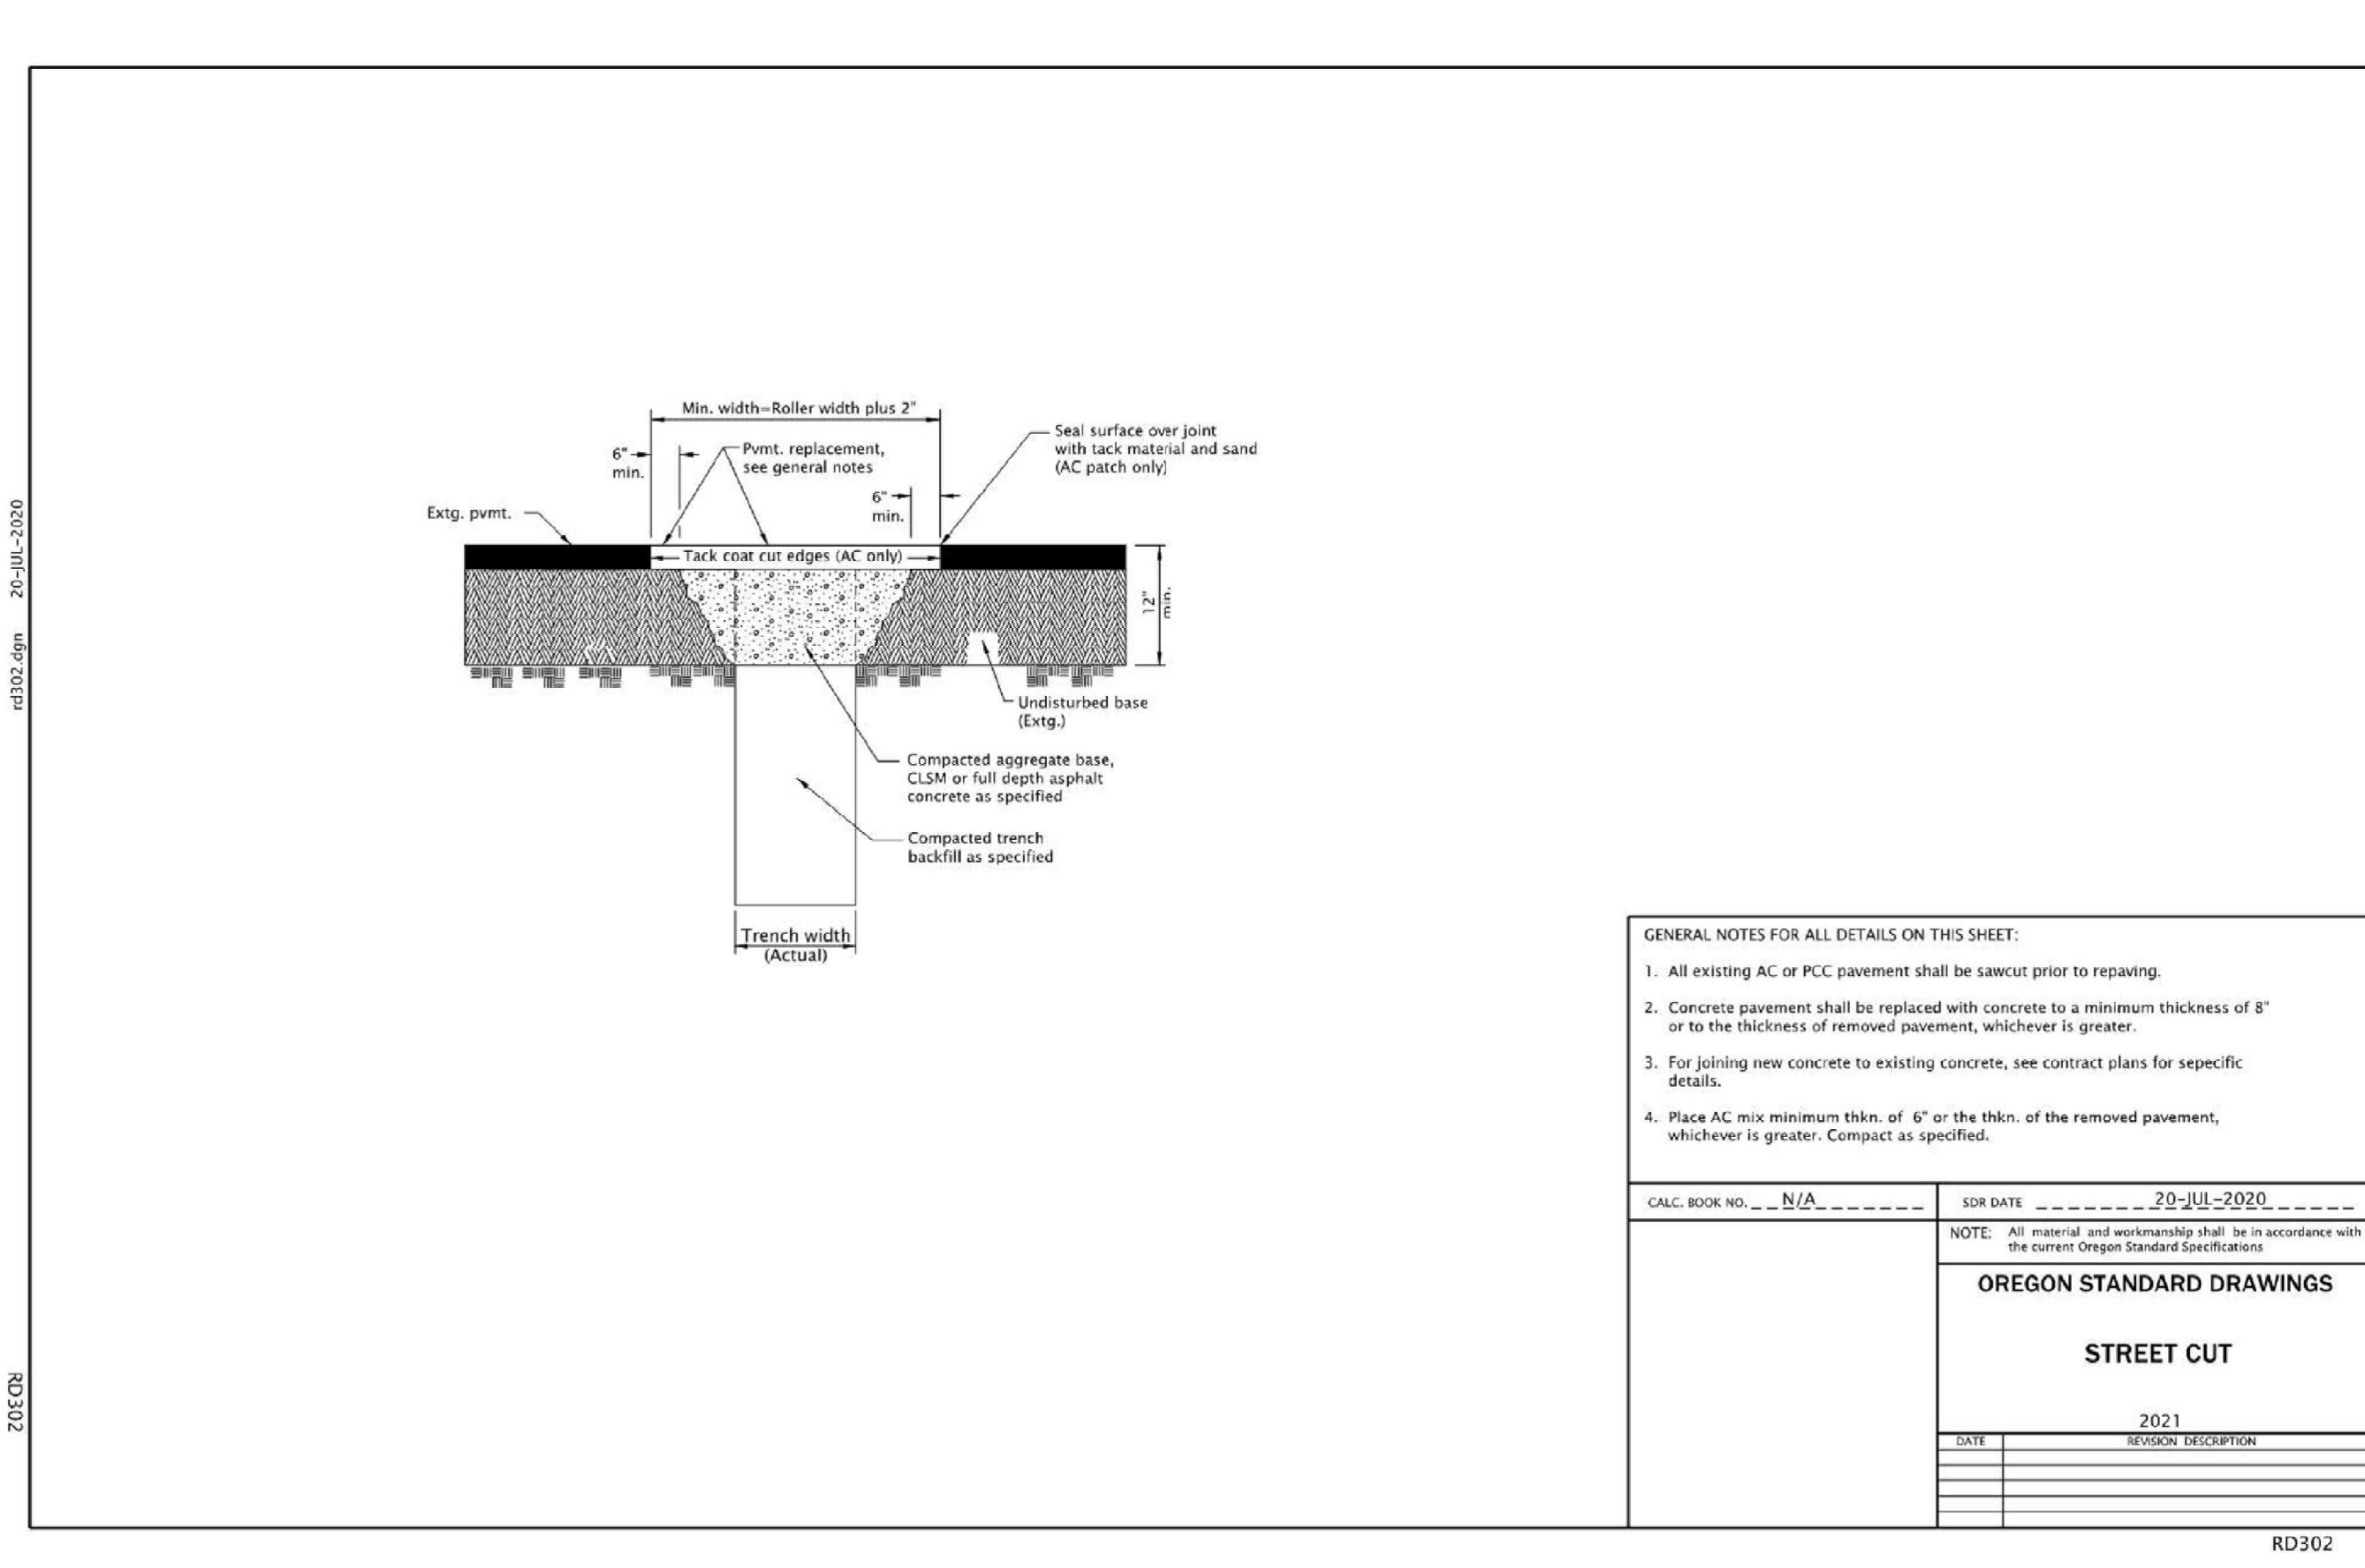 Min. width=Roller width plus 2"
6"
min.
Pvmt. replacement,
see general notes
Seal surface over joint
with tack material and sand
(AC patch only)
6"
min.
Extg. pvmt.
Tack coat cut edges (AC only)
12"
min.
Undisturbed base
(Extg.)
Compacted aggregate base,
CLSM or full depth asphalt
concrete as specified
Compacted trench
backfill as specified
Trench width
(Actual)
rd302.dgn 20-JUL-2020
RD302
GENERAL NOTES FOR ALL DETAILS ON THIS SHEET:
1. All existing AC or PCC pavement shall be sawcut prior to repaving.
2. Concrete pavement shall be replaced with concrete to a minimum thickness of 8"
or to the thickness of removed pavement, whichever is greater.
3. For joining new concrete to existing concrete, see contract plans for sepecific
details.
4. Place AC mix minimum thkn. of 6" or the thkn. of the removed pavement,
whichever is greater. Compact as specified.
CALC. BOOK NO. N/A
SDR DATE 20-JUL-2020
NOTE: All material and workmanship shall be in accordance with
the current Oregon Standard Specifications
OREGON STANDARD DRAWINGS
STREET CUT
2021
DATE REVISION DESCRIPTION
RD302